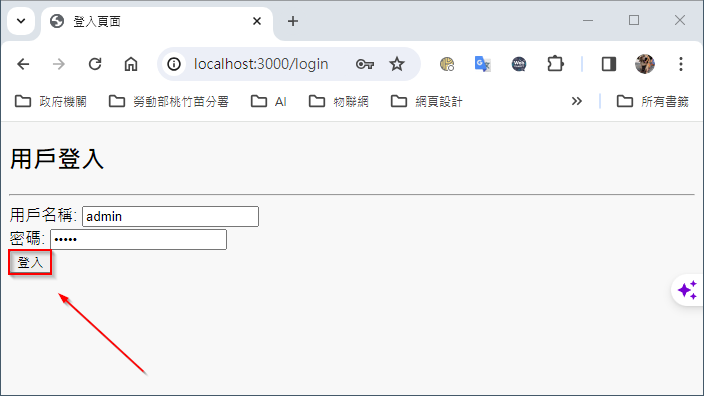 登入頁面
localhost:3000/login
政府機關 勞動部桃竹苗分署 AI 物聯網 網頁設計 所有書籤
用戶登入
用戶名稱: admin
密碼: •••••
登入